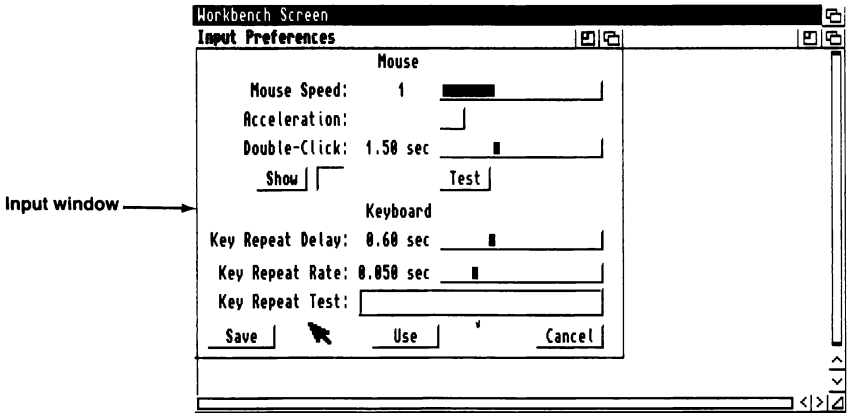 Workbench Screen
Input Preferences
Mouse
Mouse Speed: 1
Acceleration:
Double-Click: 1.50 sec
Show Test
Input window
Keyboard
Key Repeat Delay: 0.60 sec
Key Repeat Rate: 0.050 sec
Key Repeat Test:
Save Use Cancel